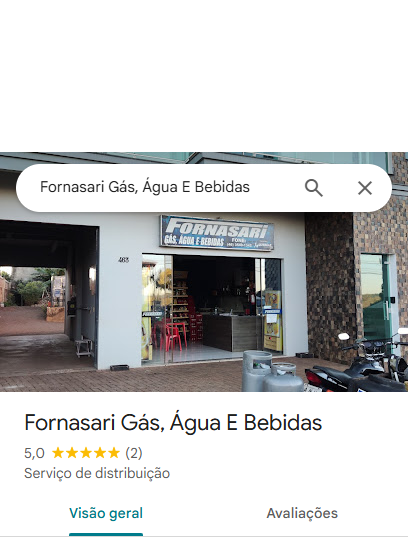 Fornasari Gás, Água E Bebidas
FORNASARI
GÁS, ÁGUA E BEBIDAS
FONE:
463
Fornasari Gás, Água E Bebidas
5,0 ★★★★★ (2)
Serviço de distribuição
Visão geral
Avaliações